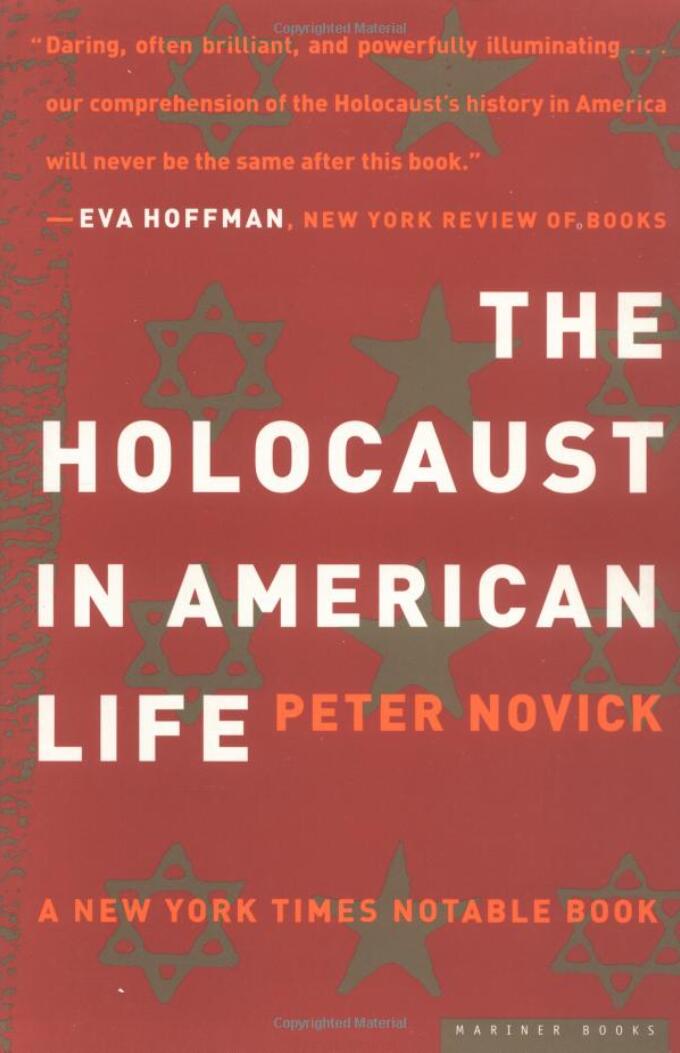 Copyrighted Material
“Daring, often brilliant, and powerfully illuminating . . .
our comprehension of the Holocaust's history in America
will never be the same after this book.”
—EVA HOFFMAN, NEW YORK REVIEW OF BOOKS
THE
HOLOCAUST
IN AMERICAN
LIFE PETER NOVICK
A NEW YORK TIMES NOTABLE BOOK
Copyrighted Material
MARINER BOOKS